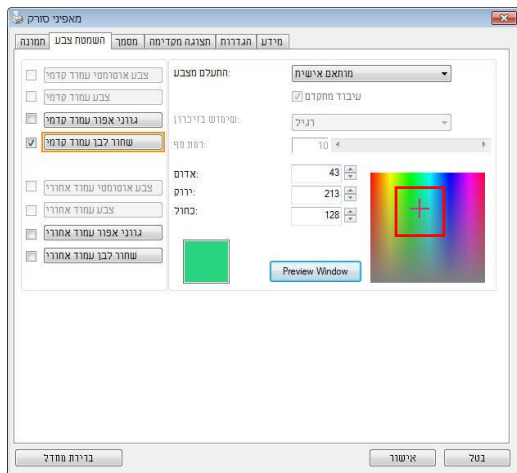 מאפיני סורק
תמונה השמטת צבע מסמך תצוגה מקדימה הגדרות מידע
צבע אוטומטי עמוד קדמי
צבע עמוד קדמי
גווני אפור עמוד קדמי
שחור לבן עמוד קדמי
צבע אוטומטי עמוד אחורי
צבע עמוד אחורי
גווני אפור עמוד אחורי
שחור לבן עמוד אחורי
התעלם מצבע: מותאם אישית
עיבוד מתקדם
שימוש בזיכרון: רגיל
רמת סף: 10
אדום: 43
ירוק: 213
כחול: 128
Preview Window
ברירת מחדל אישור בטל